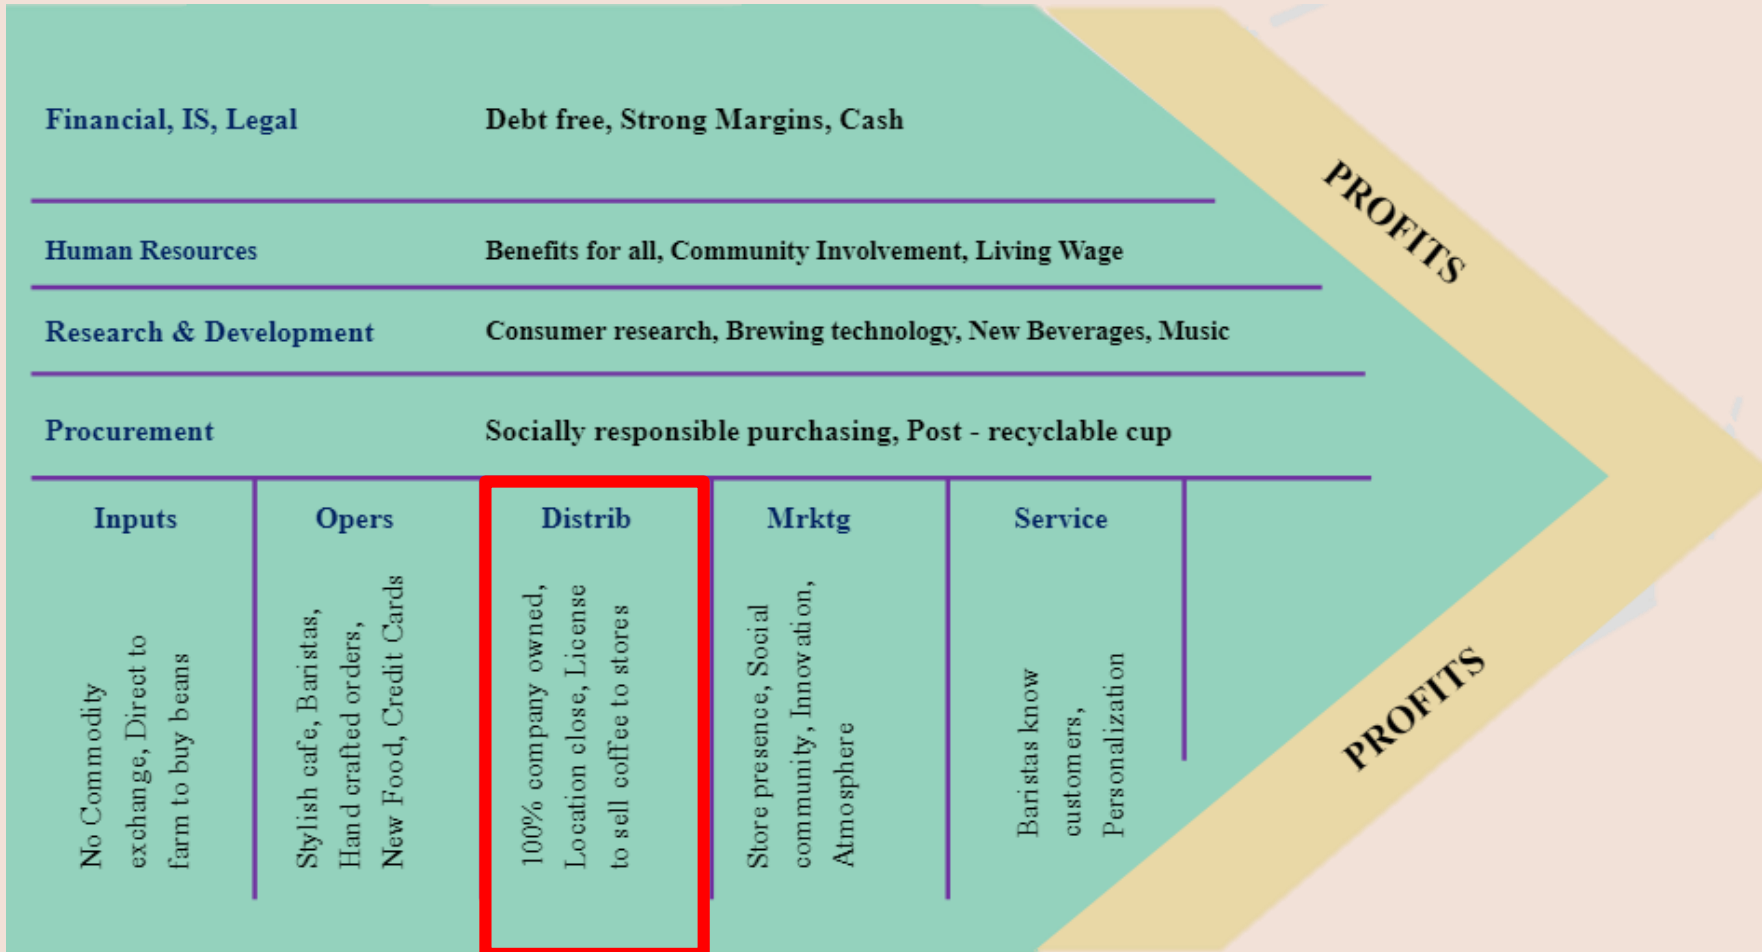 Financial, IS, Legal
Debt free, Strong Margins, Cash
Human Resources
Benefits for all, Community Involvement, Living Wage
Research & Development
Consumer research, Brewing technology, New Beverages, Music
Procurement
Socially responsible purchasing, Post - recyclable cup
Inputs
No Commodity
exchange, Direct to
farm to buy beans
Opers
Stylish cafe, Baristas,
Hand crafted orders,
New Food, Credit Cards
Distrib
100% company owned,
Location close, License
to sell coffee to stores
Mrktg
Store presence, Social
community, Innovation,
Atmosphere
Service
Baristas know
customers,
Personalization
PROFITS
PROFITS